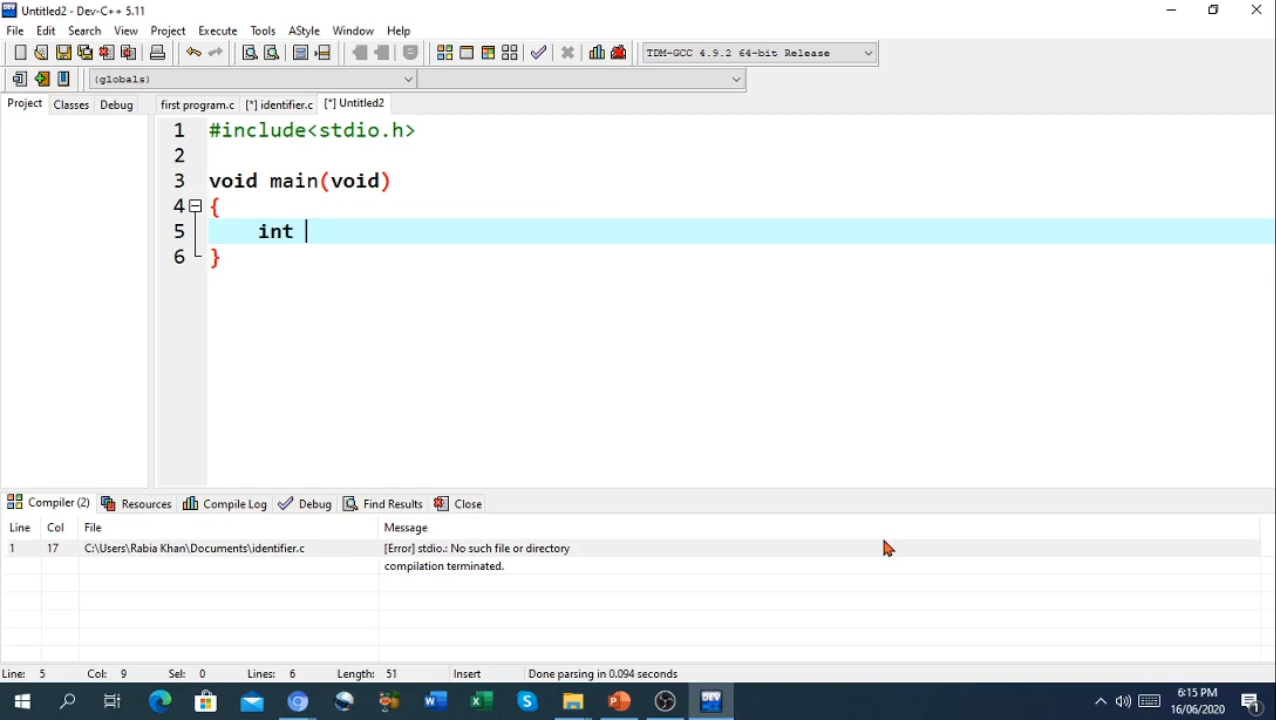 Untitled2 - Dev-C++ 5.11
File Edit Search View Project Execute Tools AStyle Window Help
TDM-GCC 4.9.2 64-bit Release
(globals)
Project Classes Debug first program.c [*] identifier.c [*] Untitled2
1 #include<stdio.h>
2
3 void main(void)
4 {
5 int
6 }
Compiler (2) Resources Compile Log Debug Find Results Close
Line Col File Message
1 17 C:\Users\Rabia Khan\Documents\identifier.c [Error] stdio.: No such file or directory
compilation terminated.
Line: 5 Col: 9 Sel: 0 Lines: 6 Length: 51 Insert Done parsing in 0.094 seconds
DEV
6:15 PM
16/06/2020
1